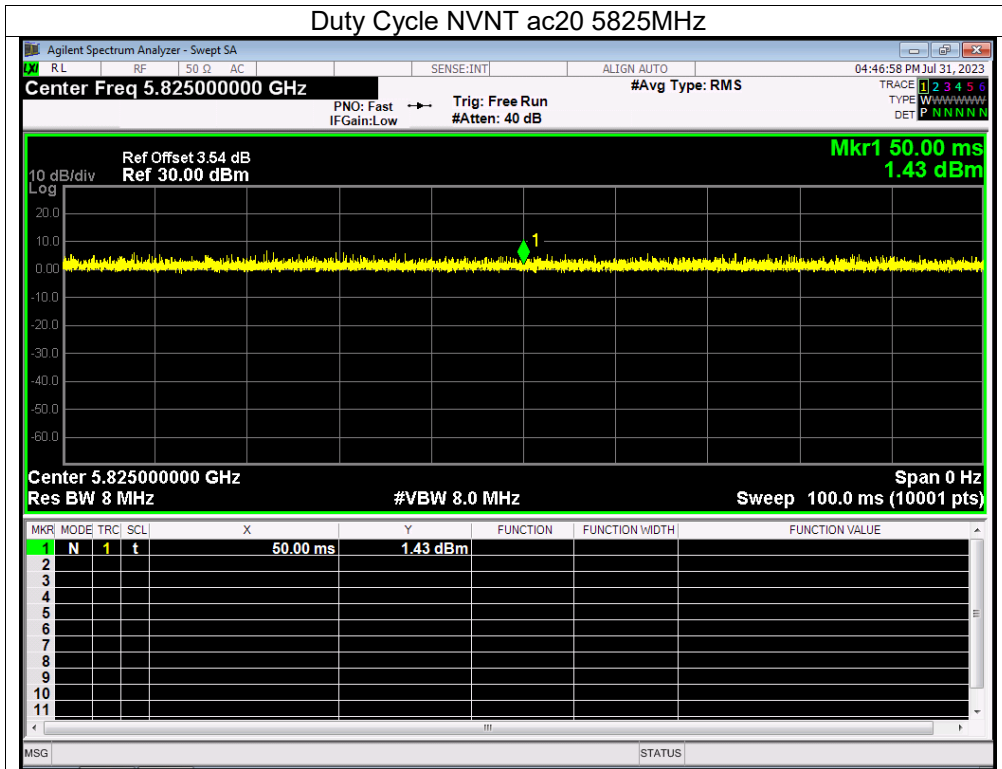 Duty Cycle NVNT ac20 5825MHz
Agilent Spectrum Analyzer - Swept SA
LXI RL RF 50 Ω AC SENSE:INT ALIGN AUTO 04:46:58 PM Jul 31, 2023
Center Freq 5.825000000 GHz #Avg Type: RMS TRACE 1 2 3 4 5 6
PNO: Fast Trig: Free Run TYPE WWWWWW
IFGain:Low #Atten: 40 dB DET P N N N N N
Mkr1 50.00 ms
Ref Offset 3.54 dB
10 dB/div Ref 30.00 dBm 1.43 dBm
Log
20.0
10.0
1
0.00
-10.0
-20.0
-30.0
-40.0
-50.0
-60.0
Center 5.825000000 GHz Span 0 Hz
Res BW 8 MHz #VBW 8.0 MHz Sweep 100.0 ms (10001 pts)
MKR MODE TRC SCL X Y FUNCTION FUNCTION WIDTH FUNCTION VALUE
1 N 1 t 50.00 ms 1.43 dBm
2
3
4
5
6
7
8
9
10
11
MSG STATUS